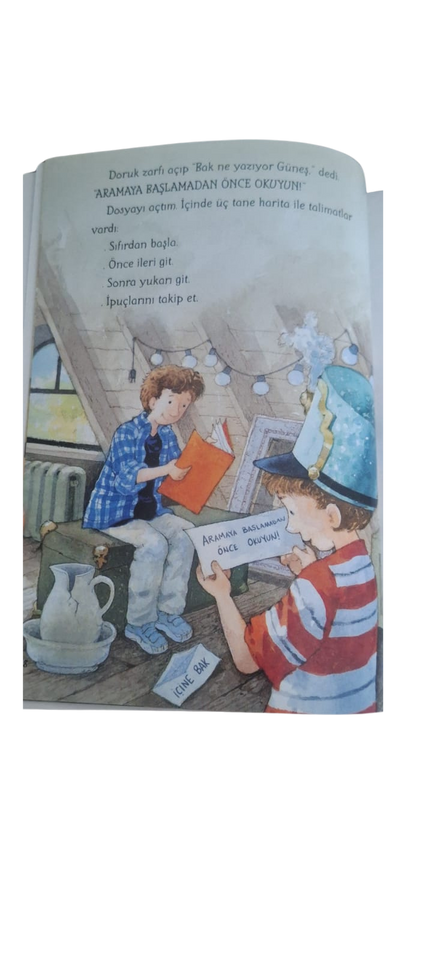 Doruk zarfı açıp "Bak ne yazıyor Güneş," dedi
"ARAMAYA BAŞLAMADAN ÖNCE OKUYUN!"
Dosyayı açtım. İçinde üç tane harita ile talimatlar
vardı:
. Sıfırdan başla.
. Önce ileri git.
. Sonra yukarı git.
. İpuçlarını takip et.
ARAMAYA BAŞLAMADAN
ÖNCE OKUYUN!
İÇİNE BAK